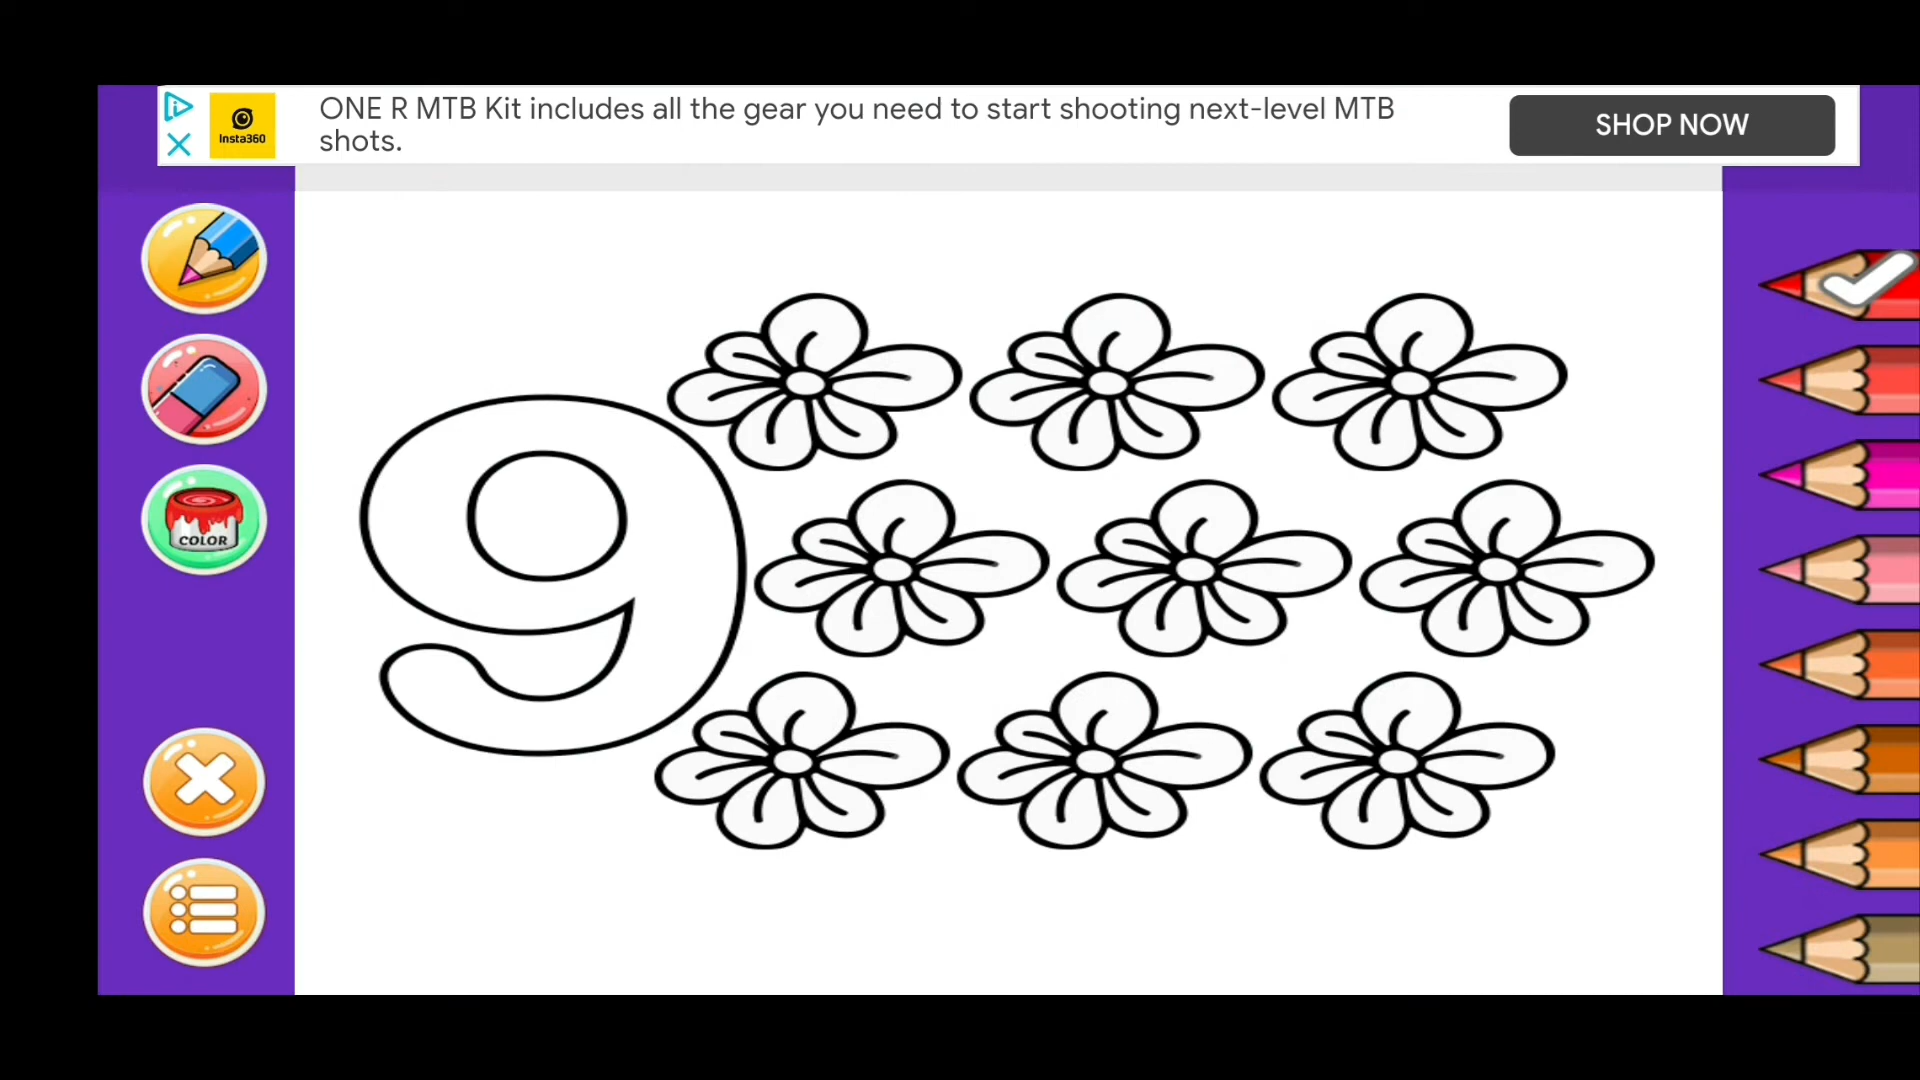 ONE R MTB Kit includes all the gear you need to start shooting next-level MTB
shots.
Insta360
SHOP NOW
COLOR
9